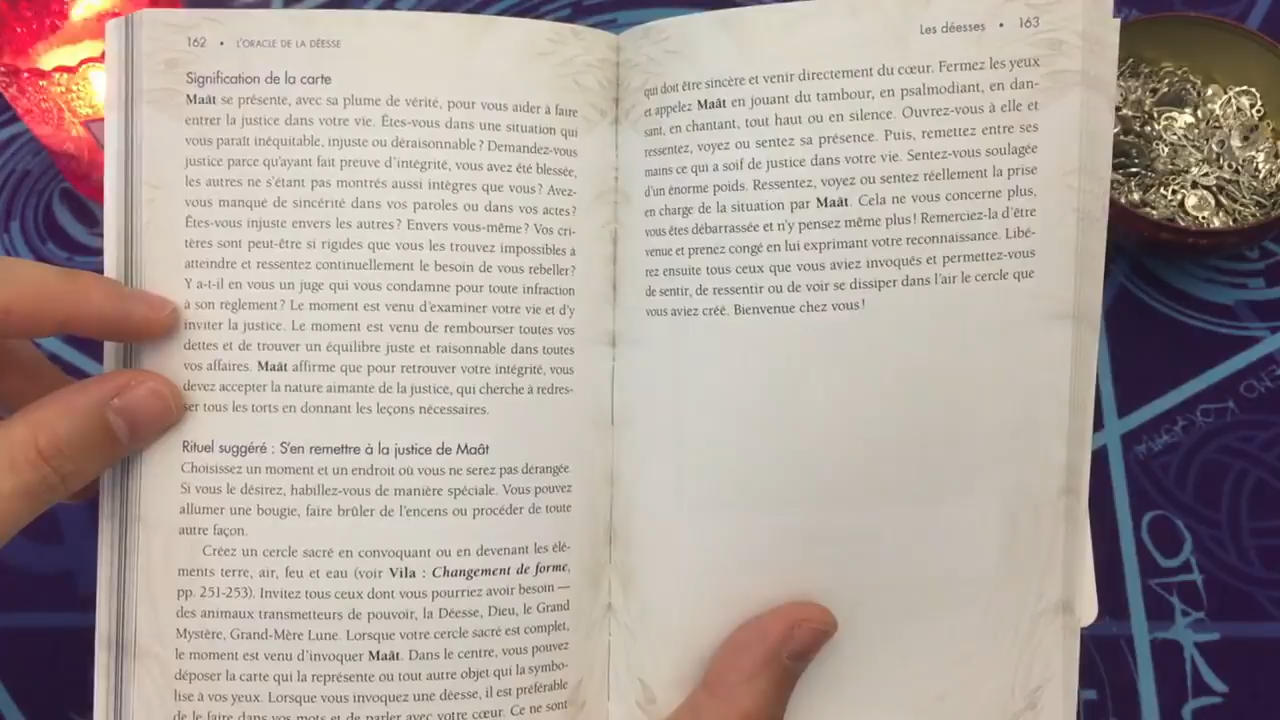 162 • L'ORACLE DE LA DÉESSE
Signification de la carte
Maât se présente, avec sa plume de vérité, pour vous aider à faire
entrer la justice dans votre vie. Êtes-vous dans une situation qui
vous paraît inéquitable, injuste ou déraisonnable ? Demandez-vous
justice parce qu'ayant fait preuve d'intégrité, vous avez été blessée,
les autres ne s'étant pas montrés aussi intègres que vous ? Avez-
vous manqué de sincérité dans vos paroles ou dans vos actes ?
Êtes-vous injuste envers les autres ? Envers vous-même ? Vos cri-
tères sont peut-être si rigides que vous les trouvez impossibles à
atteindre et ressentez continuellement le besoin de vous rebeller ?
Y a-t-il en vous un juge qui vous condamne pour toute infraction
à son règlement ? Le moment est venu d'examiner votre vie et d'y
inviter la justice. Le moment est venu de rembourser toutes vos
dettes et de trouver un équilibre juste et raisonnable dans toutes
vos affaires. Maât affirme que pour retrouver votre intégrité, vous
devez accepter la nature aimante de la justice, qui cherche à redres-
ser tous les torts en donnant les leçons nécessaires.
Rituel suggéré : S'en remettre à la justice de Maât
Choisissez un moment et un endroit où vous ne serez pas dérangée.
Si vous le désirez, habillez-vous de manière spéciale. Vous pouvez
allumer une bougie, faire brûler de l'encens ou procéder de toute
autre façon.
Créez un cercle sacré en convoquant ou en devenant les élé-
ments terre, air, feu et eau (voir Vila : Changement de forme,
pp. 251-253). Invitez tous ceux dont vous pourriez avoir besoin —
des animaux transmetteurs de pouvoir, la Déesse, Dieu, le Grand
Mystère, Grand-Mère Lune. Lorsque votre cercle sacré est complet,
le moment est venu d'invoquer Maât. Dans le centre, vous pouvez
déposer la carte qui la représente ou tout autre objet qui la symbo-
lise à vos yeux. Lorsque vous invoquez une déesse, il est préférable
de le faire dans vos mots et de parler avec votre cœur. Ce ne sont
Les déesses • 163
qui doit être sincère et venir directement du cœur. Fermez les yeux
et appelez Maât en jouant du tambour, en psalmodiant, en dan-
sant, en chantant, tout haut ou en silence. Ouvrez-vous à elle et
ressentez, voyez ou sentez sa présence. Puis, remettez entre ses
mains ce qui a soif de justice dans votre vie. Sentez-vous soulagée
d'un énorme poids. Ressentez, voyez ou sentez réellement la prise
en charge de la situation par Maât. Cela ne vous concerne plus,
vous êtes débarrassée et n'y pensez même plus ! Remerciez-la d'être
venue et prenez congé en lui exprimant votre reconnaissance. Libé-
rez ensuite tous ceux que vous aviez invoqués et permettez-vous
de sentir, de ressentir ou de voir se dissiper dans l'air le cercle que
vous aviez créé. Bienvenue chez vous !
OTAKU